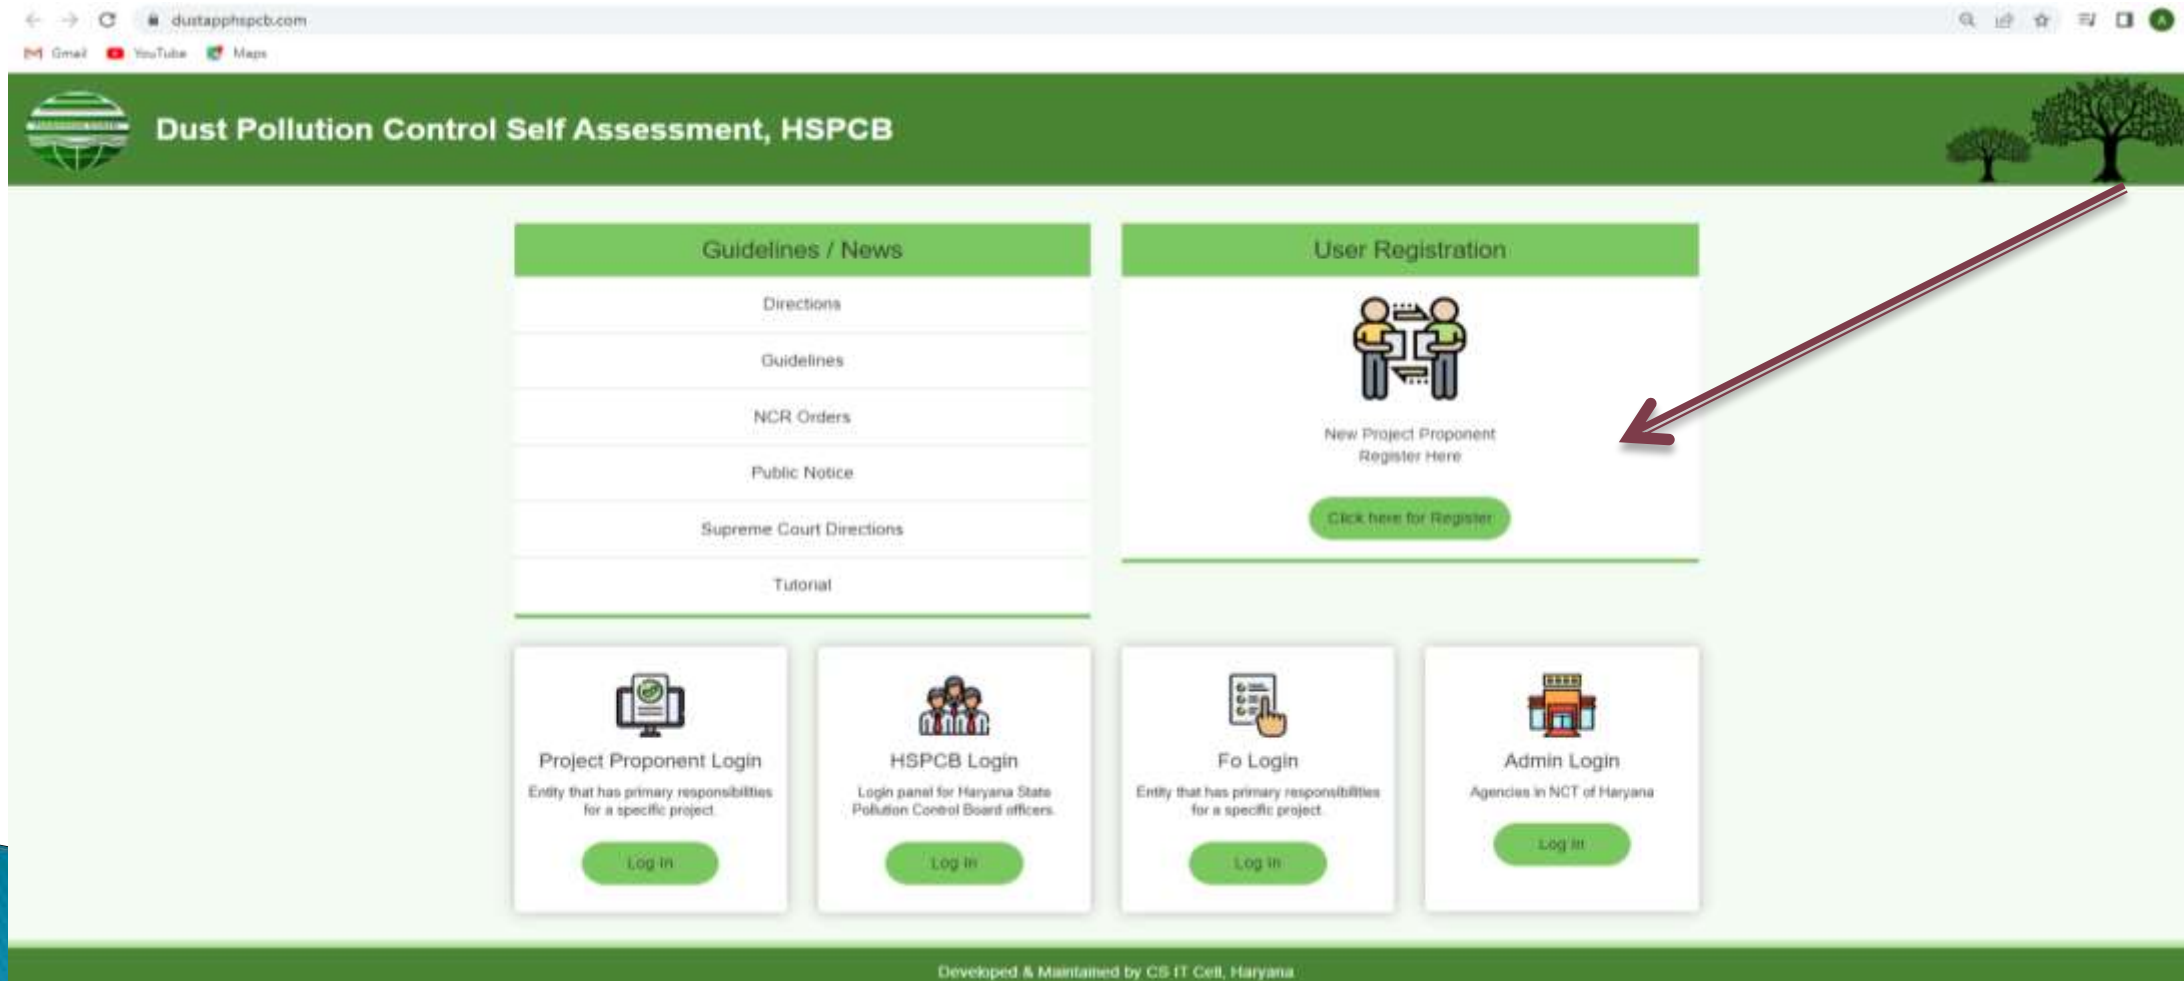 dustapphspcb.com
Gmail YouTube Maps
Dust Pollution Control Self Assessment, HSPCB
Guidelines / News
Directions
Guidelines
NCR Orders
Public Notice
Supreme Court Directions
Tutorial
User Registration
New Project Proponent
Register Here
Click here for Register
Project Proponent Login
Entity that has primary responsibilities
for a specific project.
Log In
HSPCB Login
Login panel for Haryana State
Pollution Control Board officers.
Log In
Fo Login
Entity that has primary responsibilities
for a specific project.
Log In
Admin Login
Agencies in NCT of Haryana
Log In
Developed & Maintained by CS IT Cell, Haryana